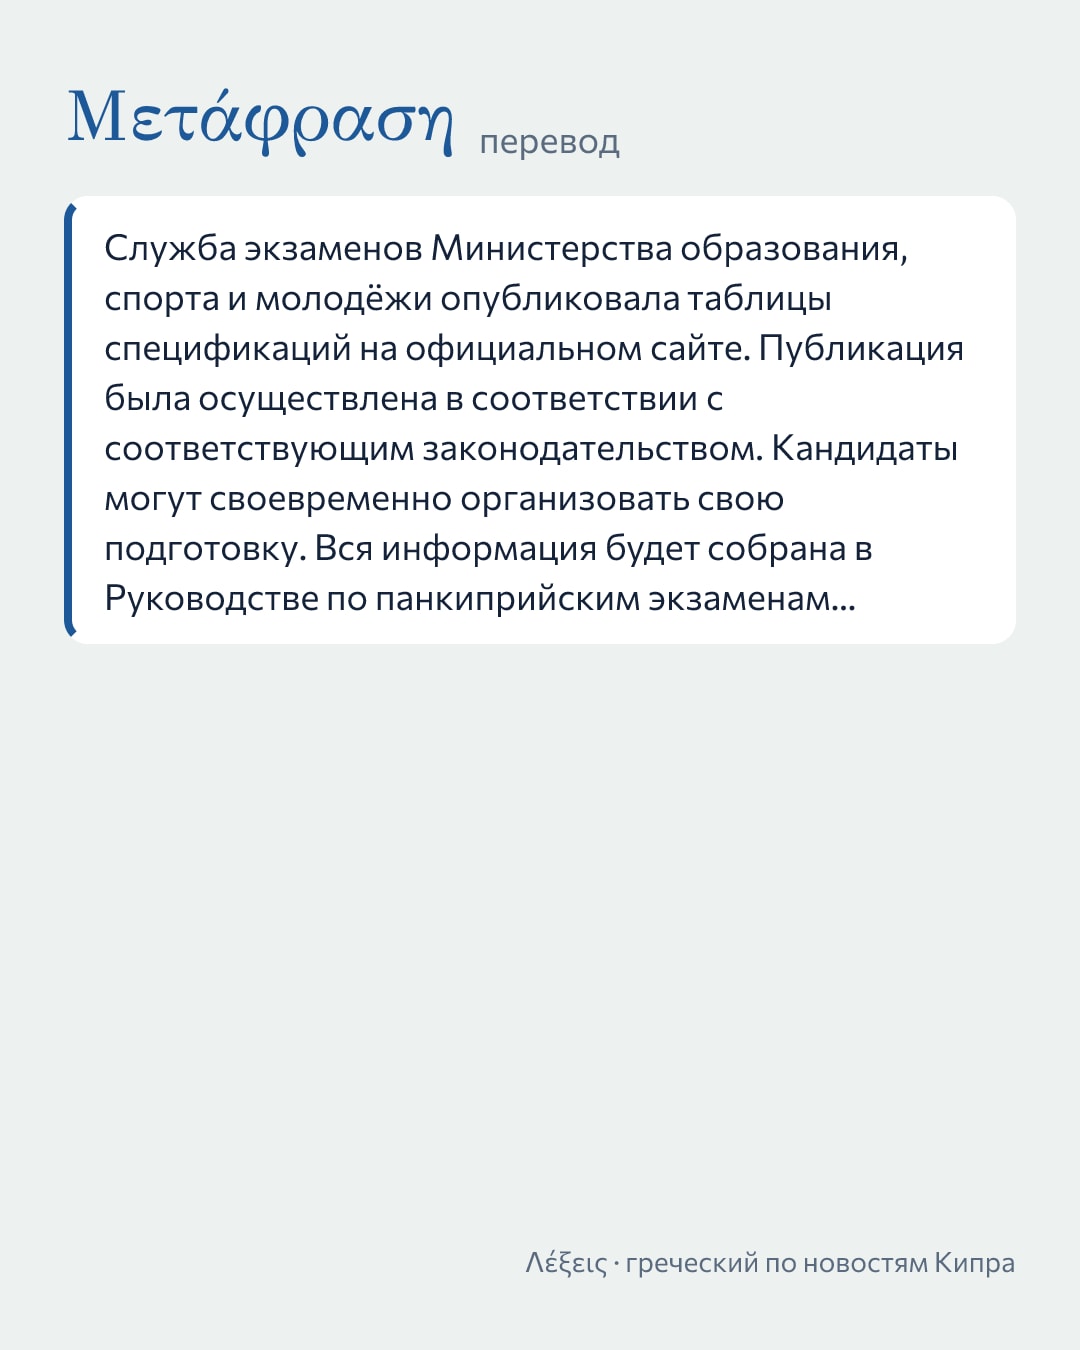 Μετάφραση перевод
Служба экзаменов Министерства образования,
спорта и молодёжи опубликовала таблицы
спецификаций на официальном сайте. Публикация
была осуществлена в соответствии с
соответствующим законодательством. Кандидаты
могут своевременно организовать свою
подготовку. Вся информация будет собрана в
Руководстве по панкиприйским экзаменам...
Λέξεις · греческий по новостям Кипра